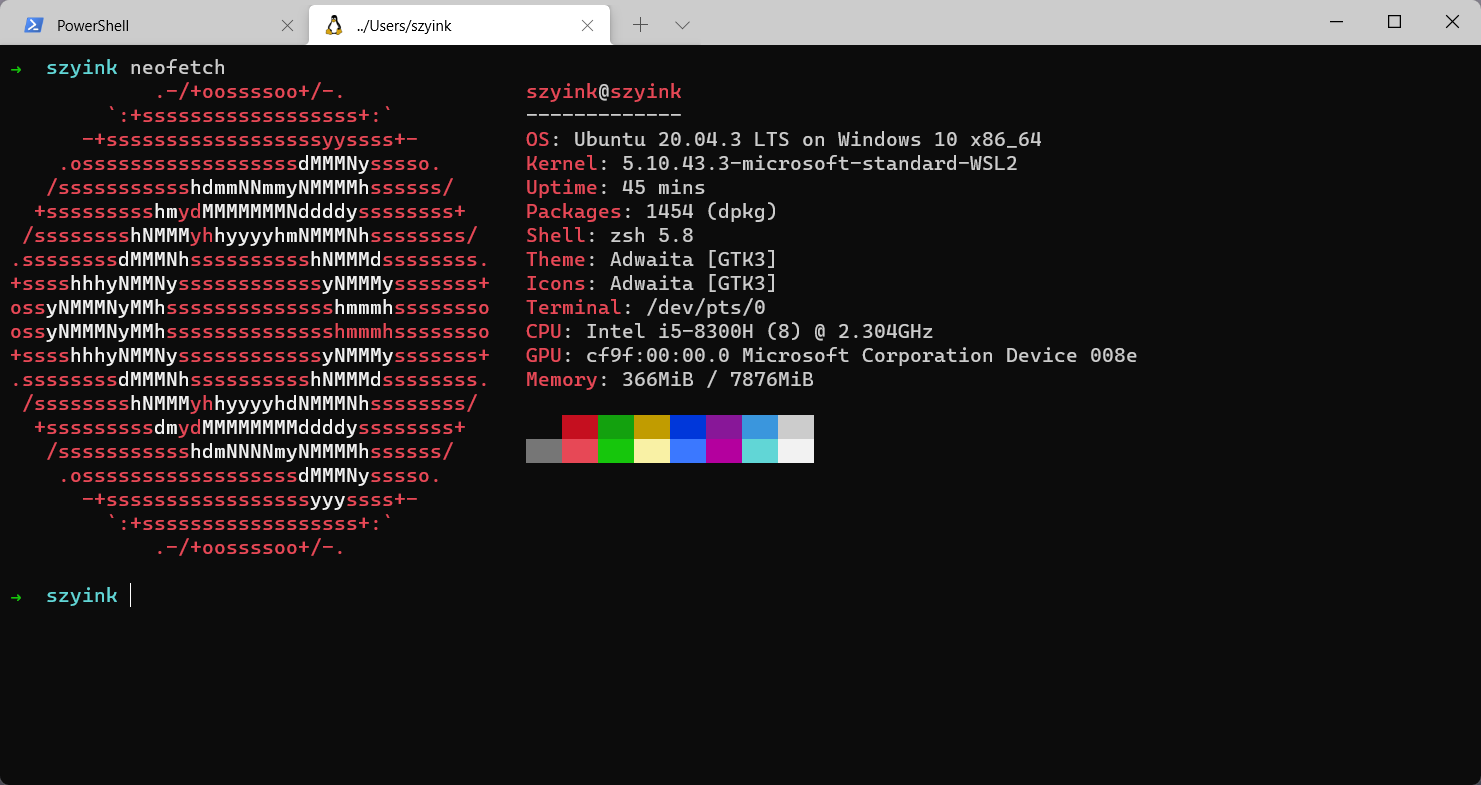 PowerShell
../Users/szyink
→ szyink neofetch
            .-/+oossssoo+/-.               szyink@szyink
        `:+ssssssssssssssssss+:`           -------------
      -+ssssssssssssssssssyyssss+-         OS: Ubuntu 20.04.3 LTS on Windows 10 x86_64
    .ossssssssssssssssssdMMMNysssso.       Kernel: 5.10.43.3-microsoft-standard-WSL2
   /ssssssssssshdmmNNmmyNMMMMhssssss/      Uptime: 45 mins
  +ssssssssshmydMMMMMMMNddddyssssssss+     Packages: 1454 (dpkg)
 /sssssssshNMMMyhhyyyyhmNMMMNhssssssss/    Shell: zsh 5.8
.ssssssssdMMMNhsssssssssshNMMMdssssssss.   Theme: Adwaita [GTK3]
+sssshhhyNMMNyssssssssssssyNMMMysssssss+   Icons: Adwaita [GTK3]
ossyNMMMNyMMhsssssssssssssshmmmhssssssso   Terminal: /dev/pts/0
ossyNMMMNyMMhsssssssssssssshmmmhssssssso   CPU: Intel i5-8300H (8) @ 2.304GHz
+sssshhhyNMMNyssssssssssssyNMMMysssssss+   GPU: cf9f:00:00.0 Microsoft Corporation Device 008e
.ssssssssdMMMNhsssssssssshNMMMdssssssss.   Memory: 366MiB / 7876MiB
 /sssssssshNMMMyhhyyyyhdNMMMNhssssssss/
  +sssssssssdmydMMMMMMMMddddyssssssss+
   /ssssssssssshdmNNNNmyNMMMMhssssss/
    .ossssssssssssssssssdMMMNysssso.
      -+sssssssssssssssssyyyssss+-
        `:+ssssssssssssssssss+:`
            .-/+oossssoo+/-.
→ szyink